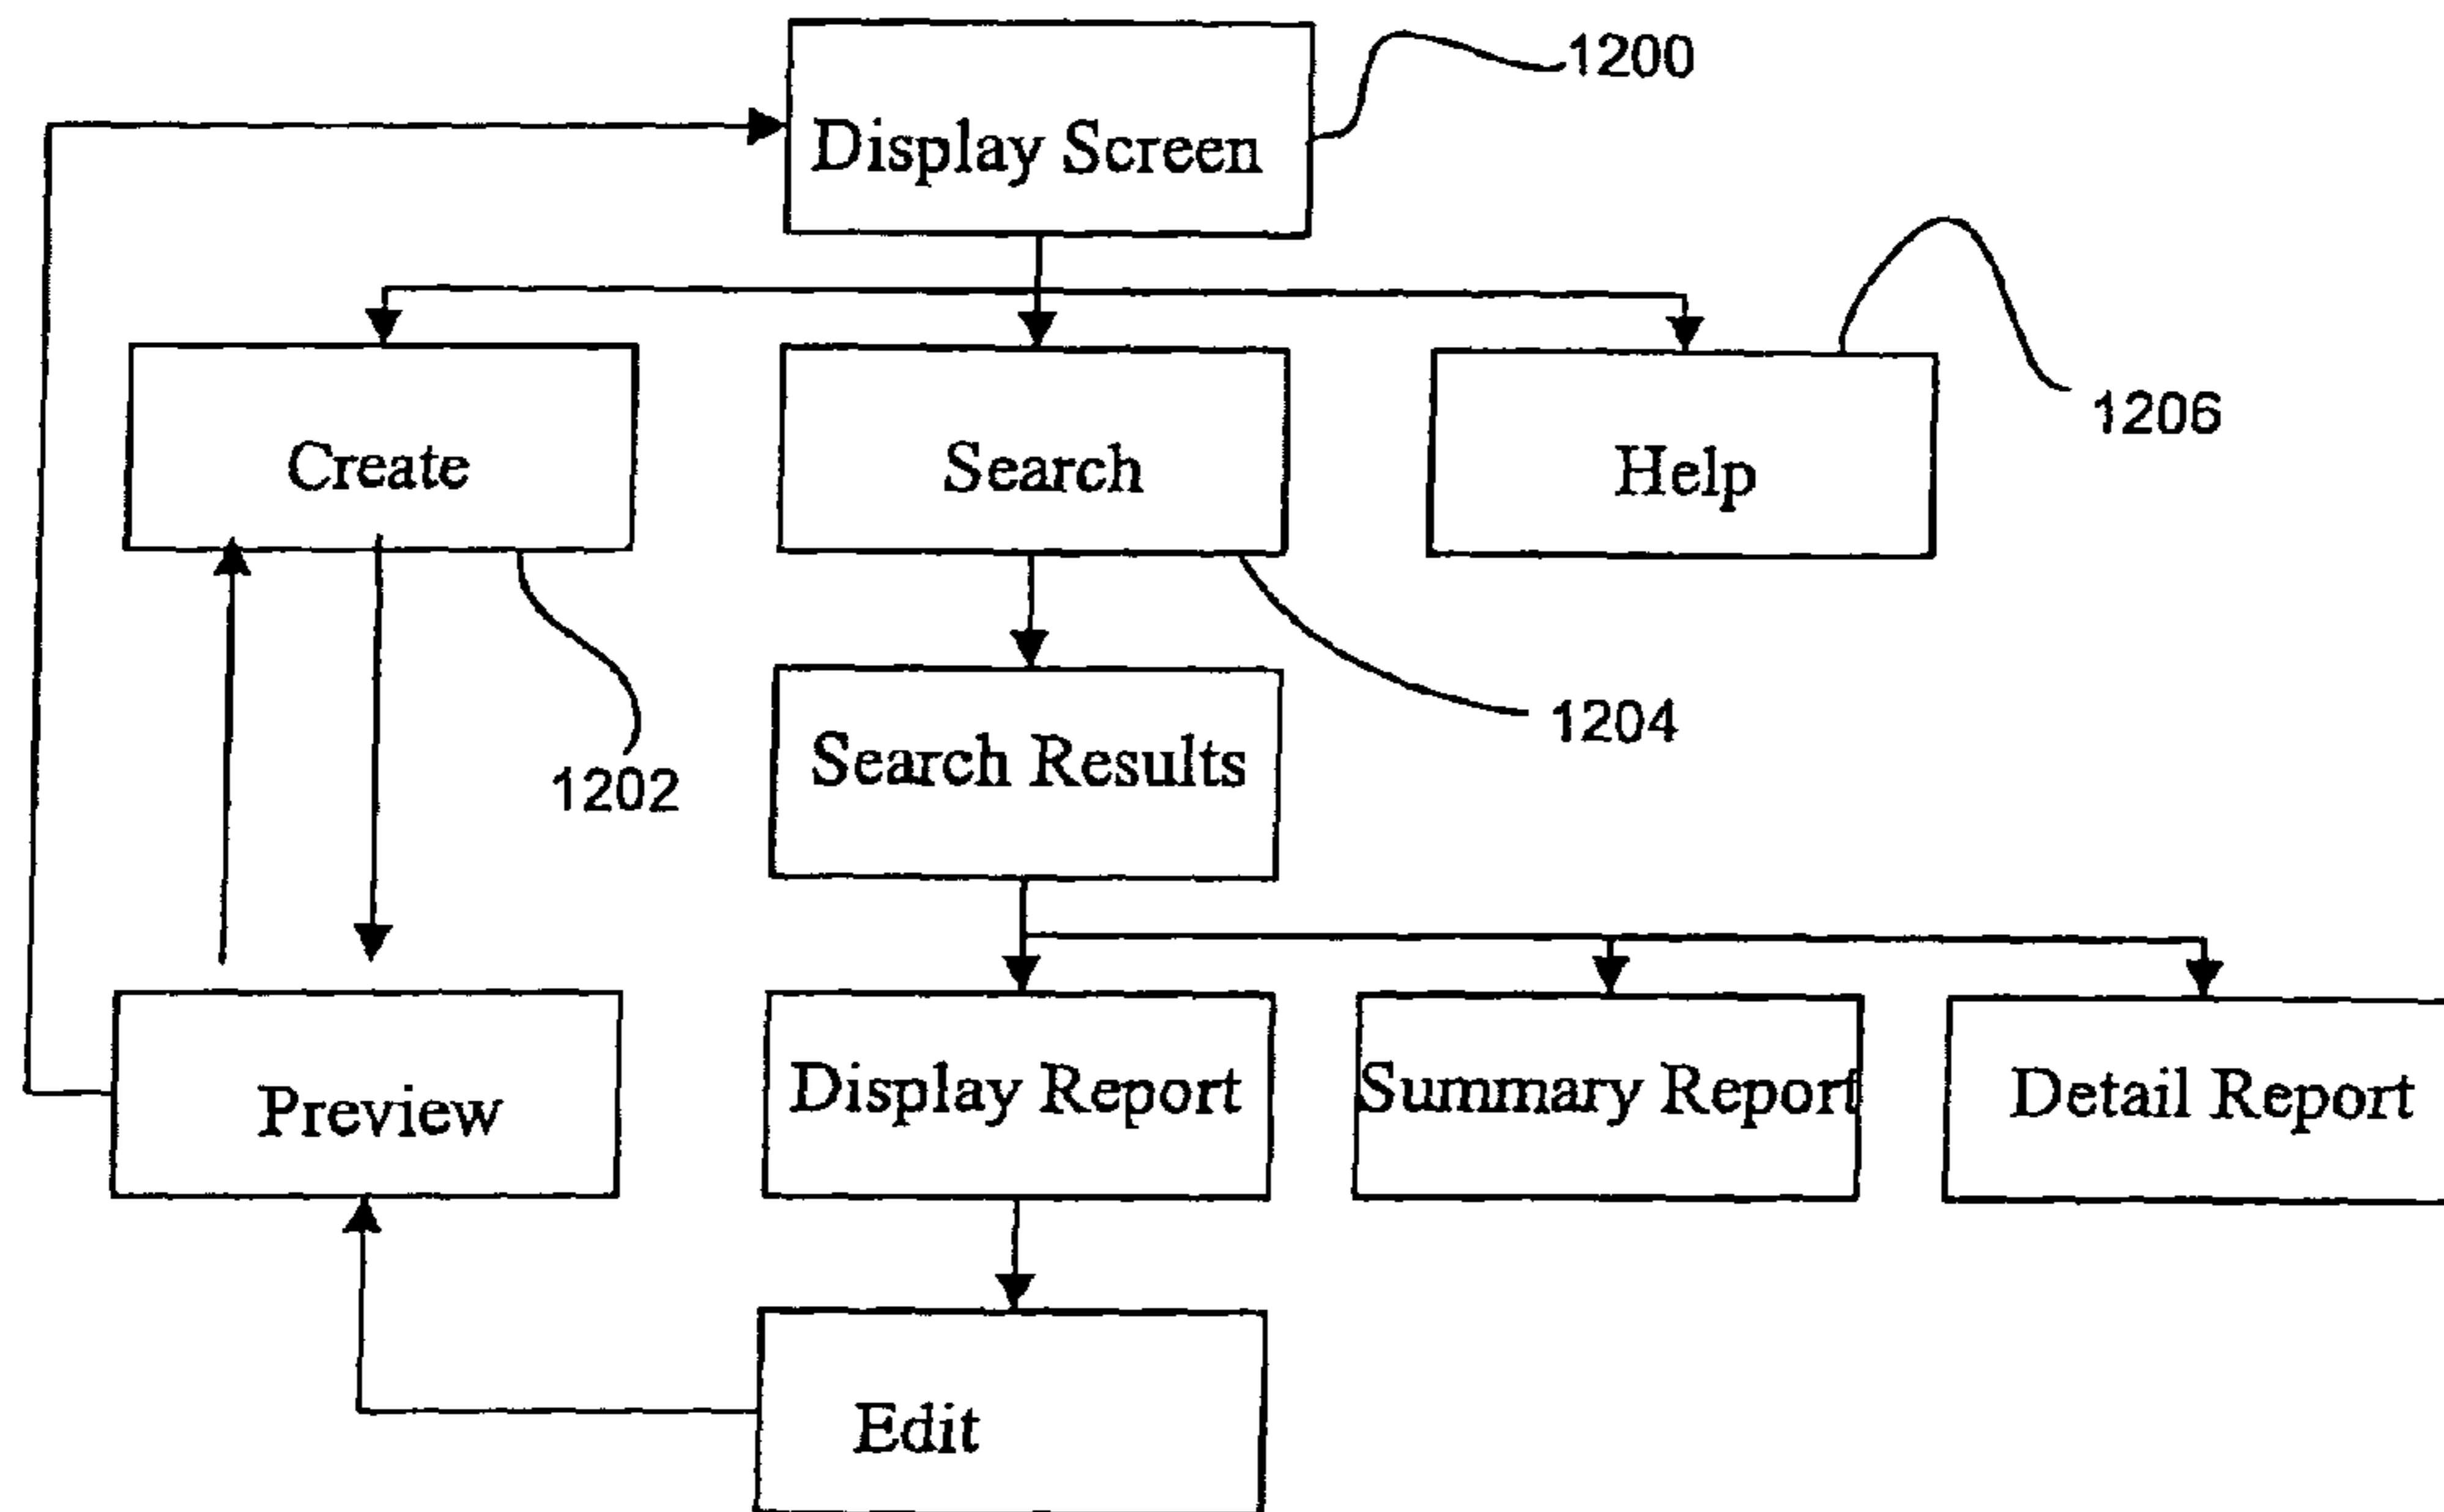 1200
Display Screen
1206
Create
Search
Help
1204
Search Results
1202
Display Report
Summary Report
Detail Report
Preview
Edit